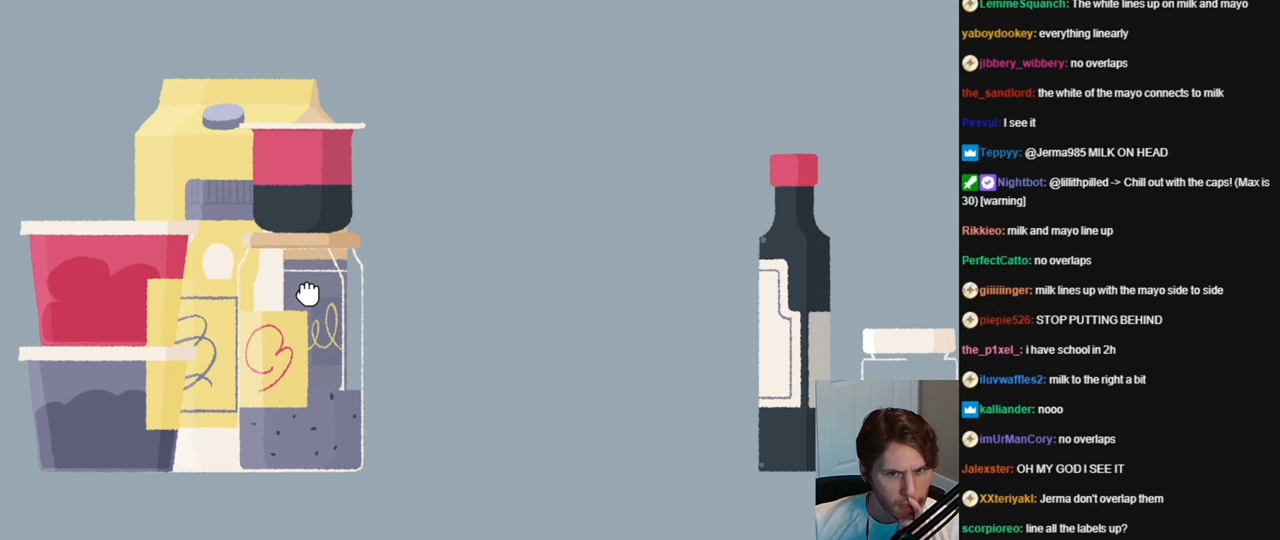 LemmeSquanch: The white lines up on milk and mayo
yaboydookey: everything linearly
jibbery_wibbery: no overlaps
the_sandlord: the white of the mayo connects to milk
Pesvul: I see it
Teppyy: @Jerma985 MILK ON HEAD
Nightbot: @lillithpilled -> Chill out with the caps! (Max is
30) [warning]
Rikkieo: milk and mayo line up
PerfectCatto: no overlaps
giiiiiinger: milk lines up with the mayo side to side
piepie526: STOP PUTTING BEHIND
the_p1xel_: i have school in 2h
iluvwaffles2: milk to the right a bit
kalliander: nooo
imUrManCory: no overlaps
Jalexster: OH MY GOD I SEE IT
XXteriyakI: Jerma don't overlap them
scorpioreo: line all the labels up?